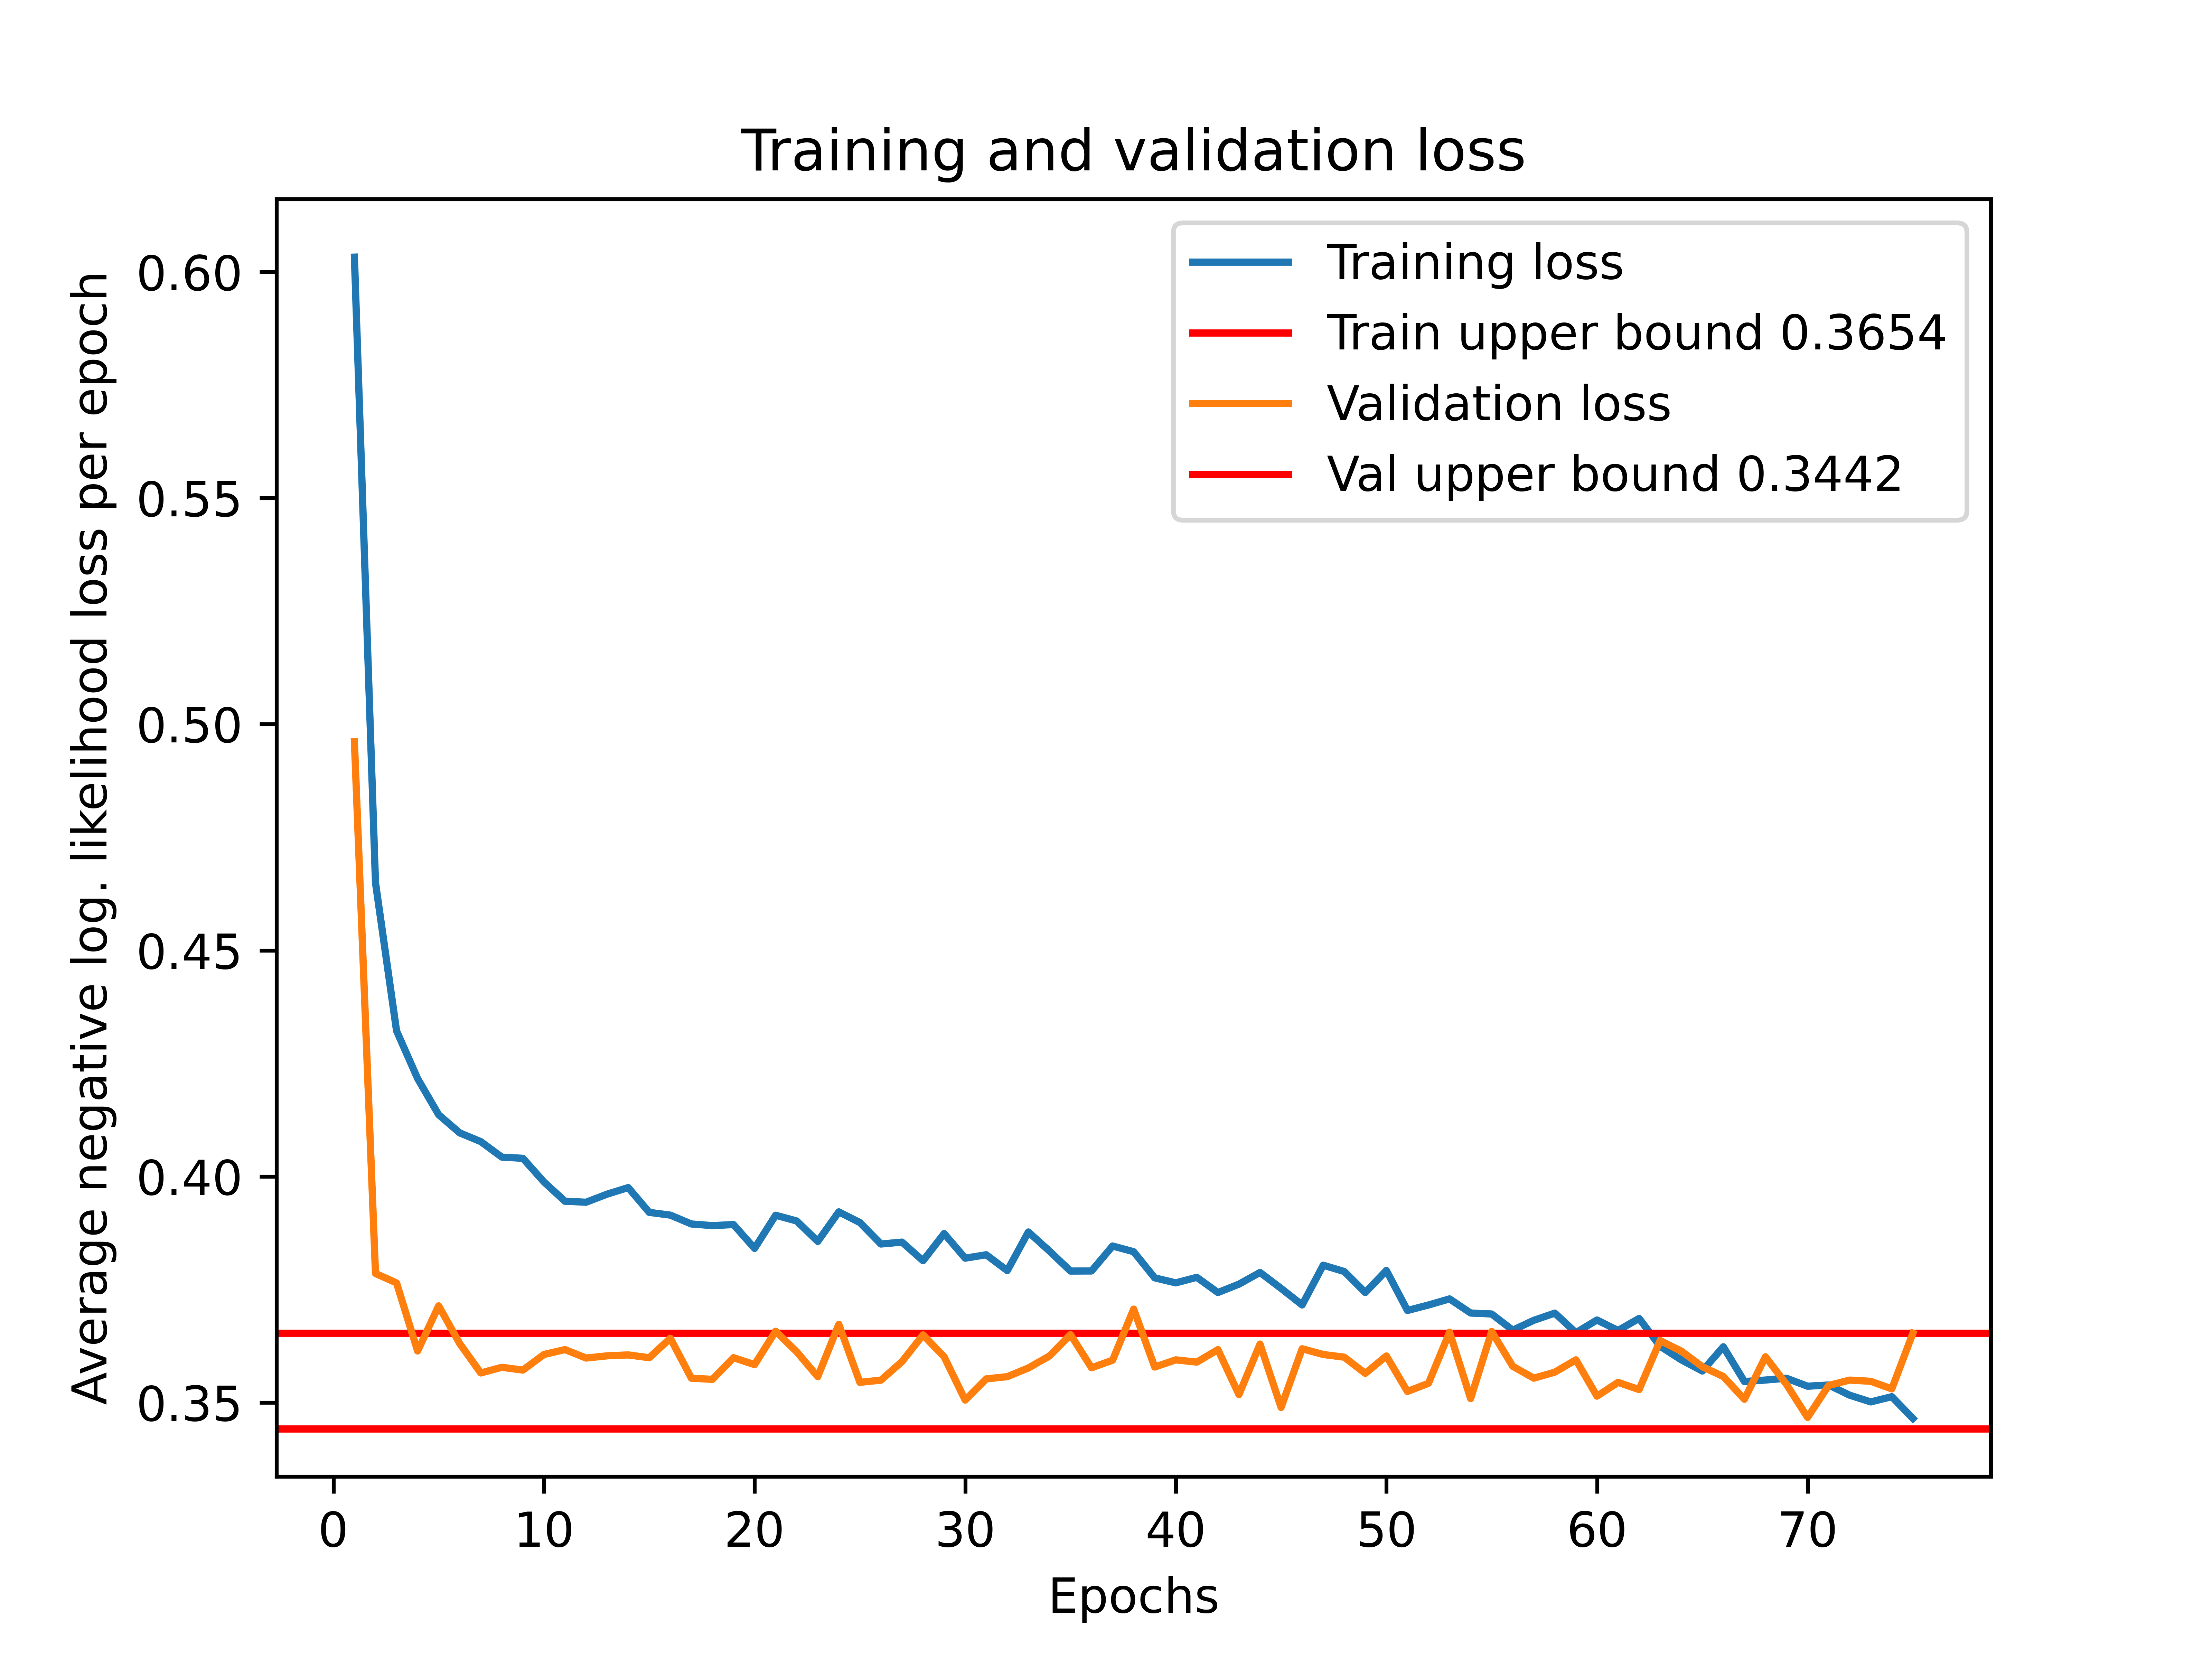 Training and validation loss
Average negative log. likelihood loss per epoch
0.60
0.55
0.50
0.45
0.40
0.35
Training loss
Train upper bound 0.3654
Validation loss
Val upper bound 0.3442
0 10 20 30 40 50 60 70
Epochs